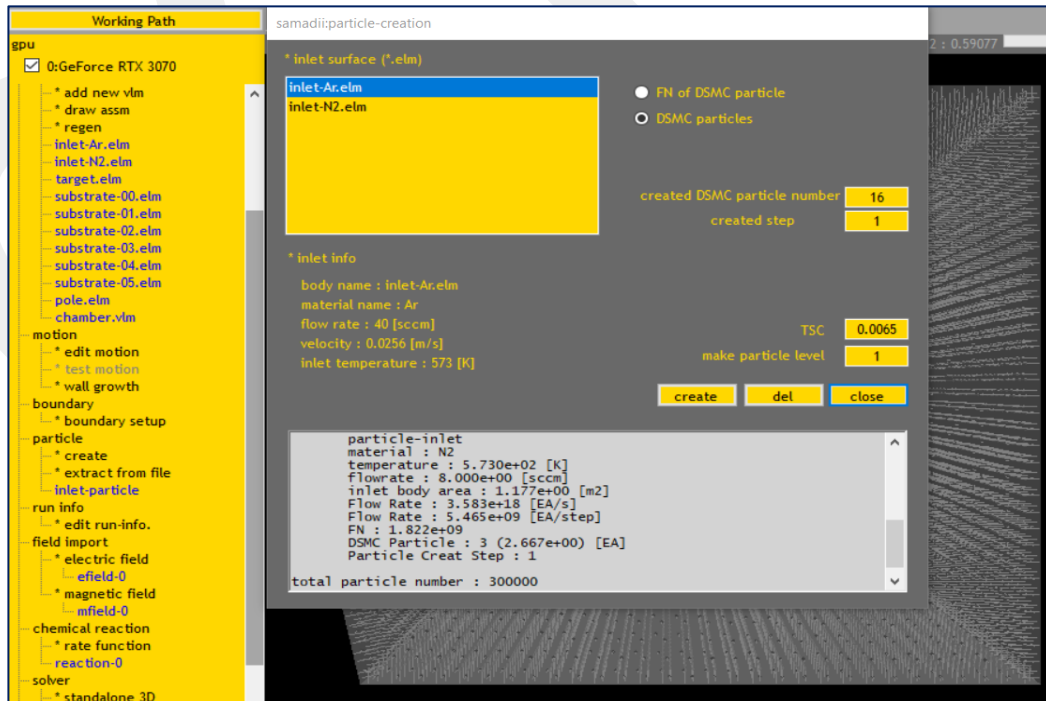 Working Path
gpu
0:GeForce RTX 3070
* add new vlm
* draw assm
* regen
inlet-Ar.elm
inlet-N2.elm
target.elm
substrate-00.elm
substrate-01.elm
substrate-02.elm
substrate-03.elm
substrate-04.elm
substrate-05.elm
pole.elm
chamber.vlm
motion
* edit motion
* test motion
* wall growth
boundary
* boundary setup
particle
* create
* extract from file
inlet-particle
run info
* edit run-info.
field import
* electric field
efield-0
* magnetic field
mfield-0
chemical reaction
* rate function
reaction-0
solver
* standalone 3D
samadii:particle-creation
* inlet surface (*.elm)
inlet-Ar.elm
inlet-N2.elm
FN of DSMC particle
DSMC particles
created DSMC particle number 16
created step 1
* inlet info
body name : inlet-Ar.elm
material name : Ar
flow rate : 40 [sccm]
velocity : 0.0256 [m/s]
inlet temperature : 573 [K]
TSC 0.0065
make particle level 1
create del close
particle-inlet
material : N2
temperature : 5.730e+02 [K]
flowrate : 8.000e+00 [sccm]
inlet body area : 1.177e+00 [m2]
Flow Rate : 3.583e+18 [EA/s]
Flow Rate : 5.465e+09 [EA/step]
FN : 1.822e+09
DSMC Particle : 3 (2.667e+00) [EA]
Particle Creat Step : 1
total particle number : 300000
2 : 0.59077